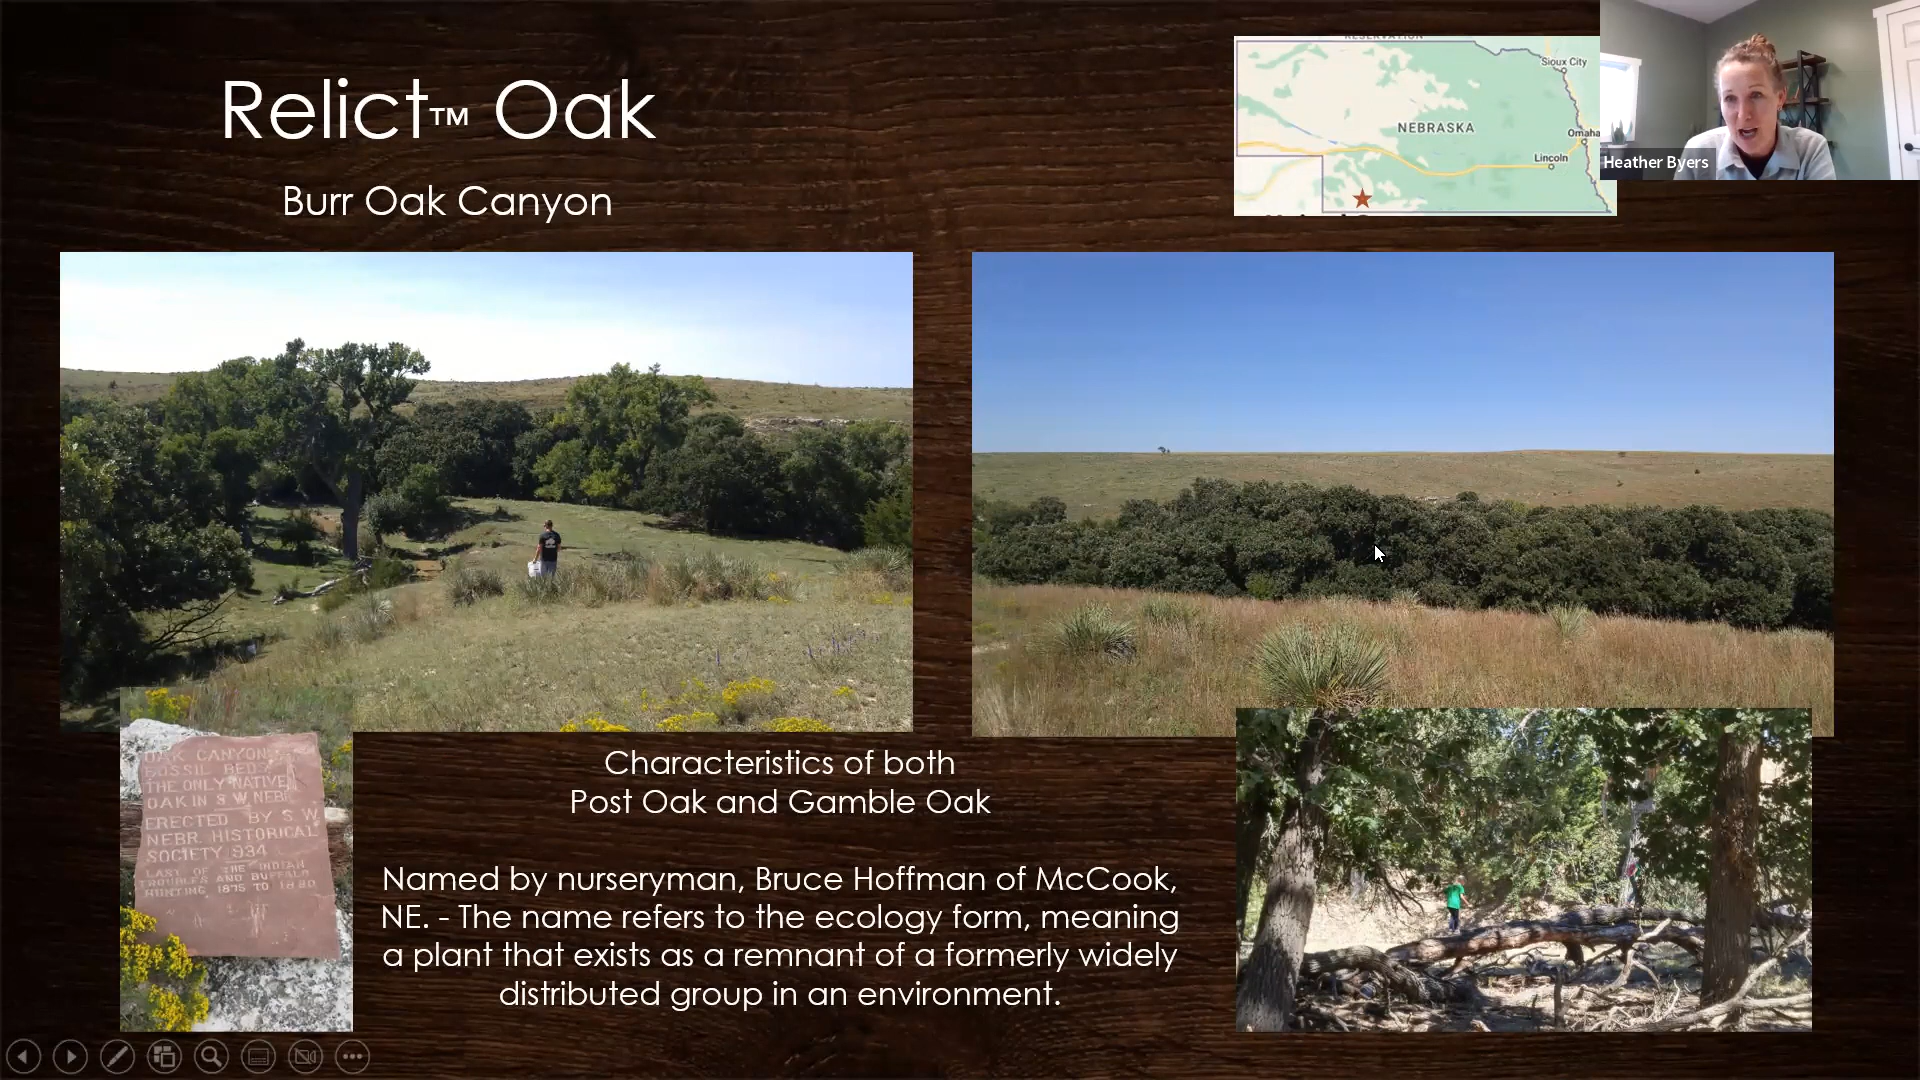 Relict™ Oak
Burr Oak Canyon
RESERVATION
Sioux City
NEBRASKA
Omaha
Lincoln
Heather Byers
OAK CANYON
FOSSIL BEDS
THE ONLY NATIVE
OAK IN S W NEBR
ERECTED BY S. W.
NEBR. HISTORICAL
SOCIETY 1934
LAST OF THE INDIAN
TROUBLES AND BUFFALO
HUNTING 1875 TO 1880
Characteristics of both
Post Oak and Gamble Oak
Named by nurseryman, Bruce Hoffman of McCook,
NE. - The name refers to the ecology form, meaning
a plant that exists as a remnant of a formerly widely
distributed group in an environment.